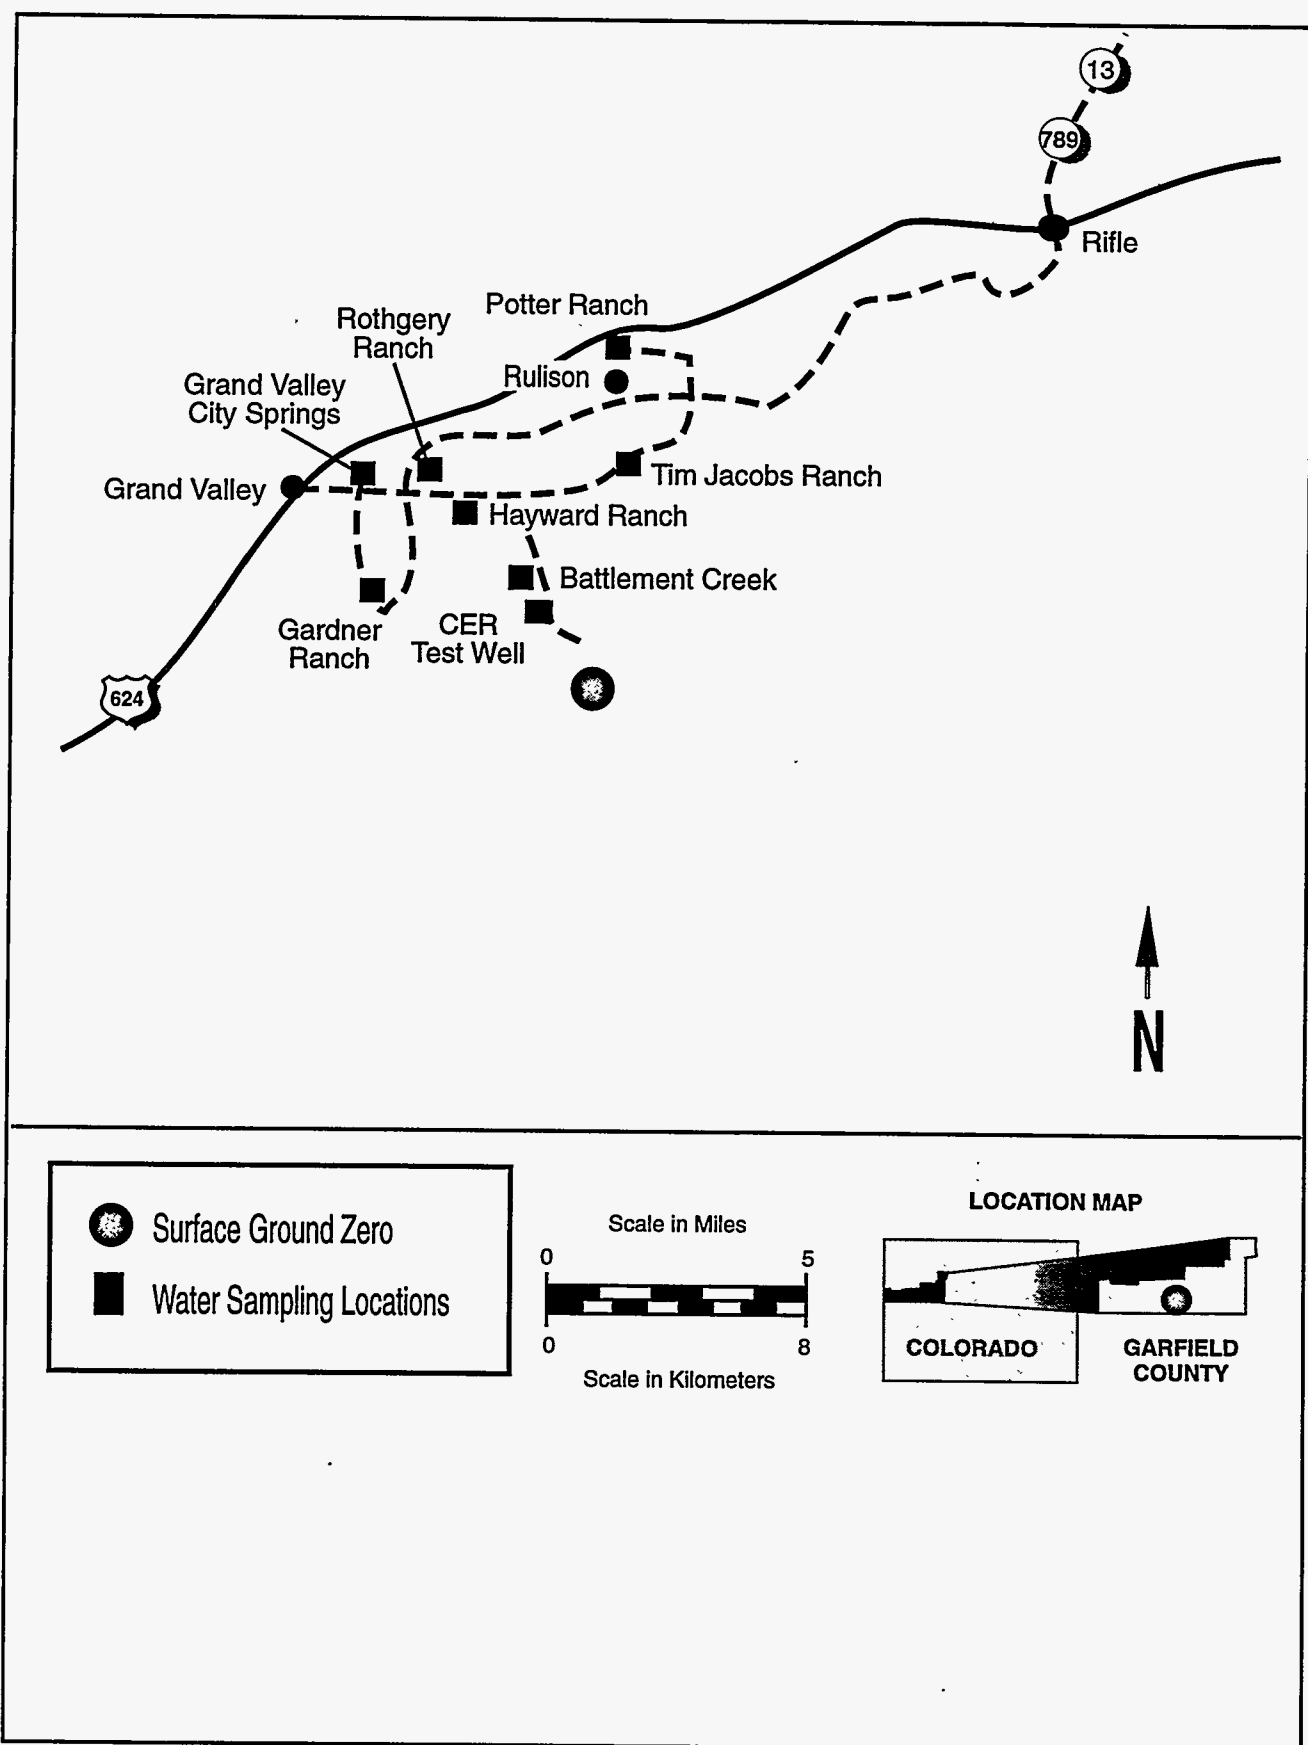 13
789
Rifle
Potter Ranch
Rothgery
Ranch
Rulison
Grand Valley
City Springs
Grand Valley
Tim Jacobs Ranch
Hayward Ranch
Battlement Creek
CER
Test Well
Gardner
Ranch
624
N
Surface Ground Zero
Water Sampling Locations
Scale in Miles
0 5
0 8
Scale in Kilometers
LOCATION MAP
COLORADO
GARFIELD
COUNTY